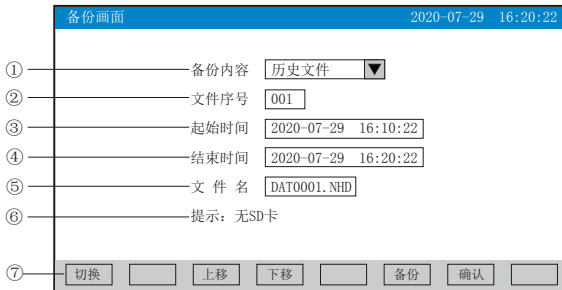 备份画面 2020-07-29 16:20:22
① 备份内容 历史文件
② 文件序号 001
③ 起始时间 2020-07-29 16:10:22
④ 结束时间 2020-07-29 16:20:22
⑤ 文 件 名 DAT0001.NHD
⑥ 提示：无SD卡
⑦ 切换 上移 下移 备份 确认